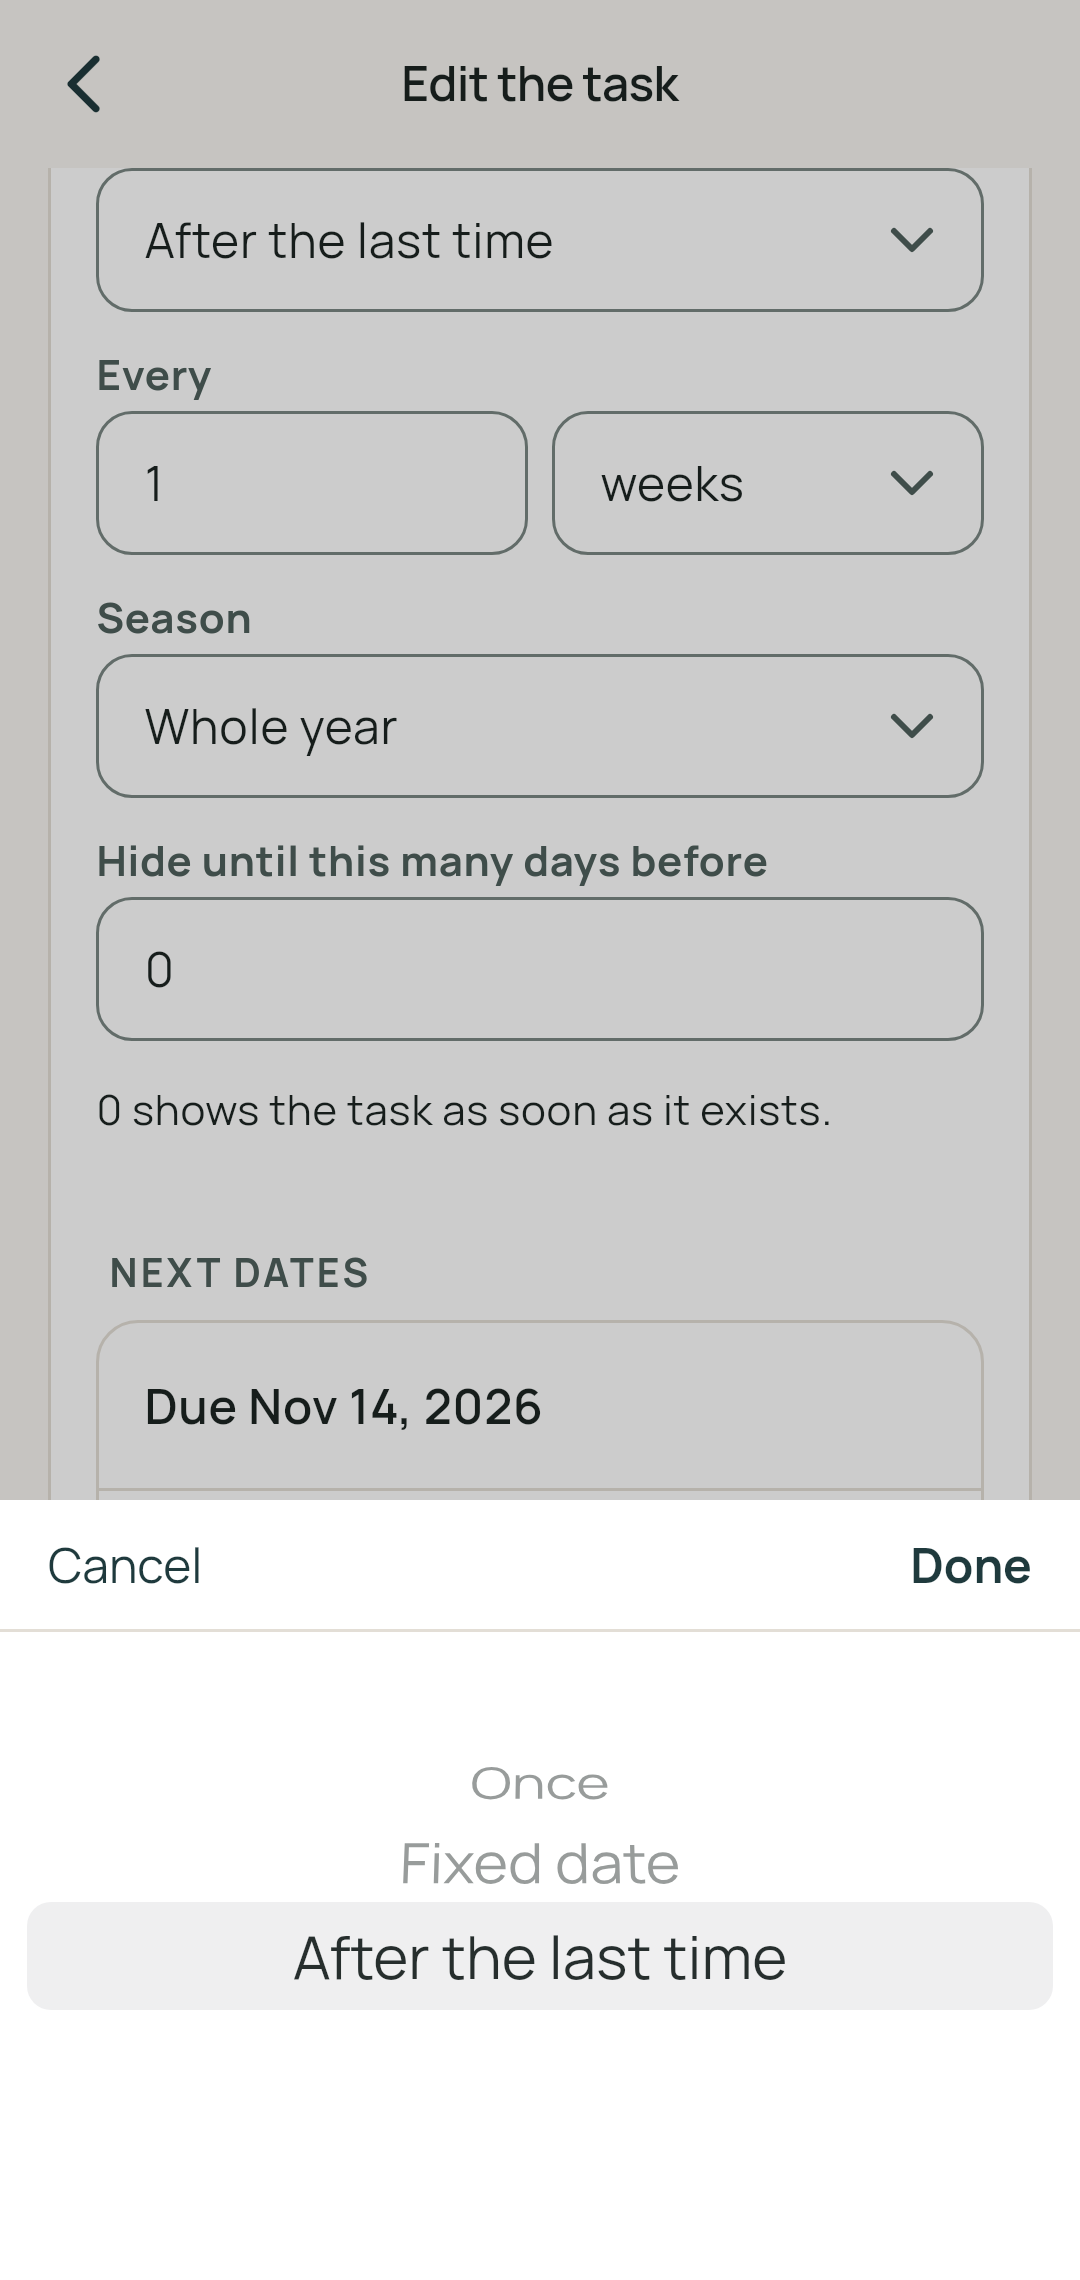 Edit the task
After the last time
Every
1
weeks
Season
Whole year
Hide until this many days before
0
0 shows the task as soon as it exists.
NEXT DATES
Due Nov 14, 2026
Cancel
Done
Once
Fixed date
After the last time